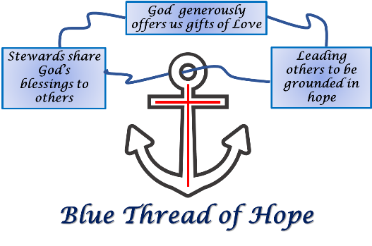 God generously
offers us gifts of Love
Stewards share
God's
blessings to
others
Leading
others to be
grounded in
hope
Blue Thread of Hope